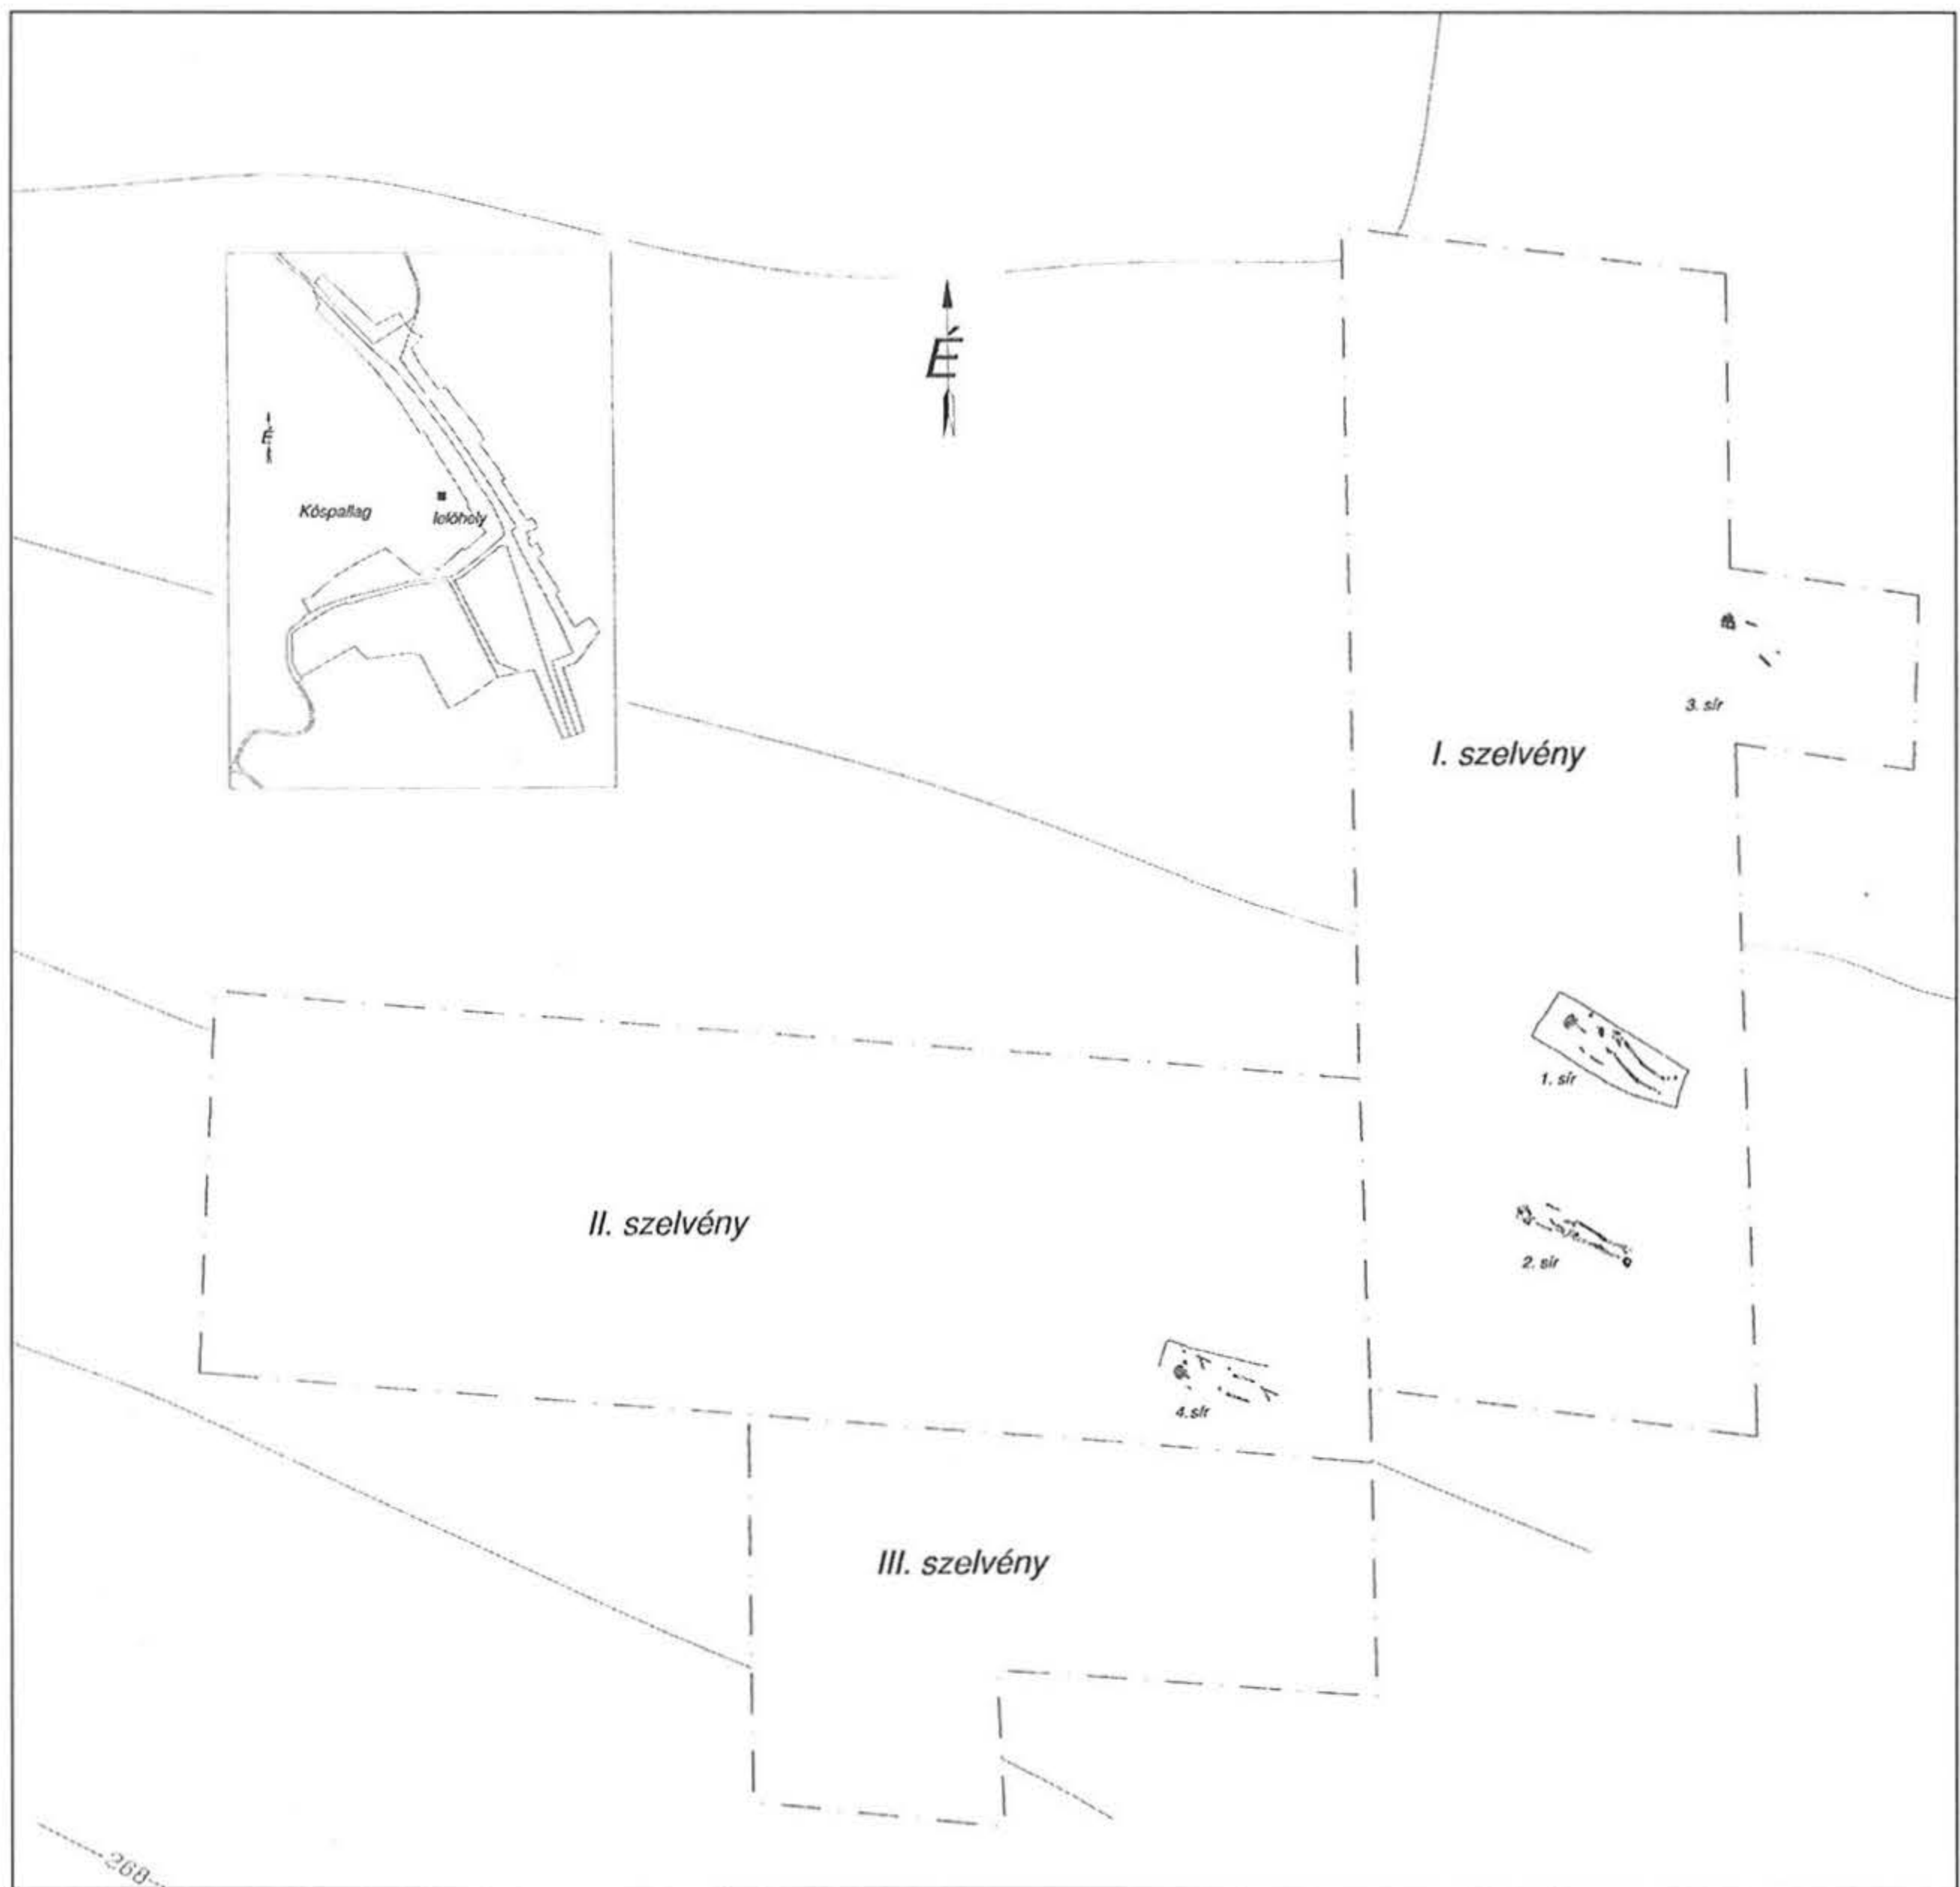 É
É
Kóspallag
lelőhely
3. sír
I. szelvény
1. sír
II. szelvény
2. sír
4. sír
III. szelvény
268